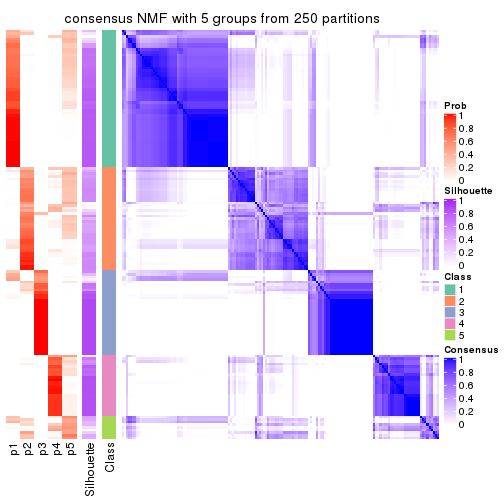 consensus NMF with 5 groups from 250 partitions
Prob
1
0.8
0.6
0.4
0.2
0
Silhouette
1
0.8
0.6
0.4
0.2
0
Class
1
2
3
4
5
Consensus
1
0.8
0.6
0.4
0.2
0
p1
p2
p3
p4
p5
Silhouette
Class